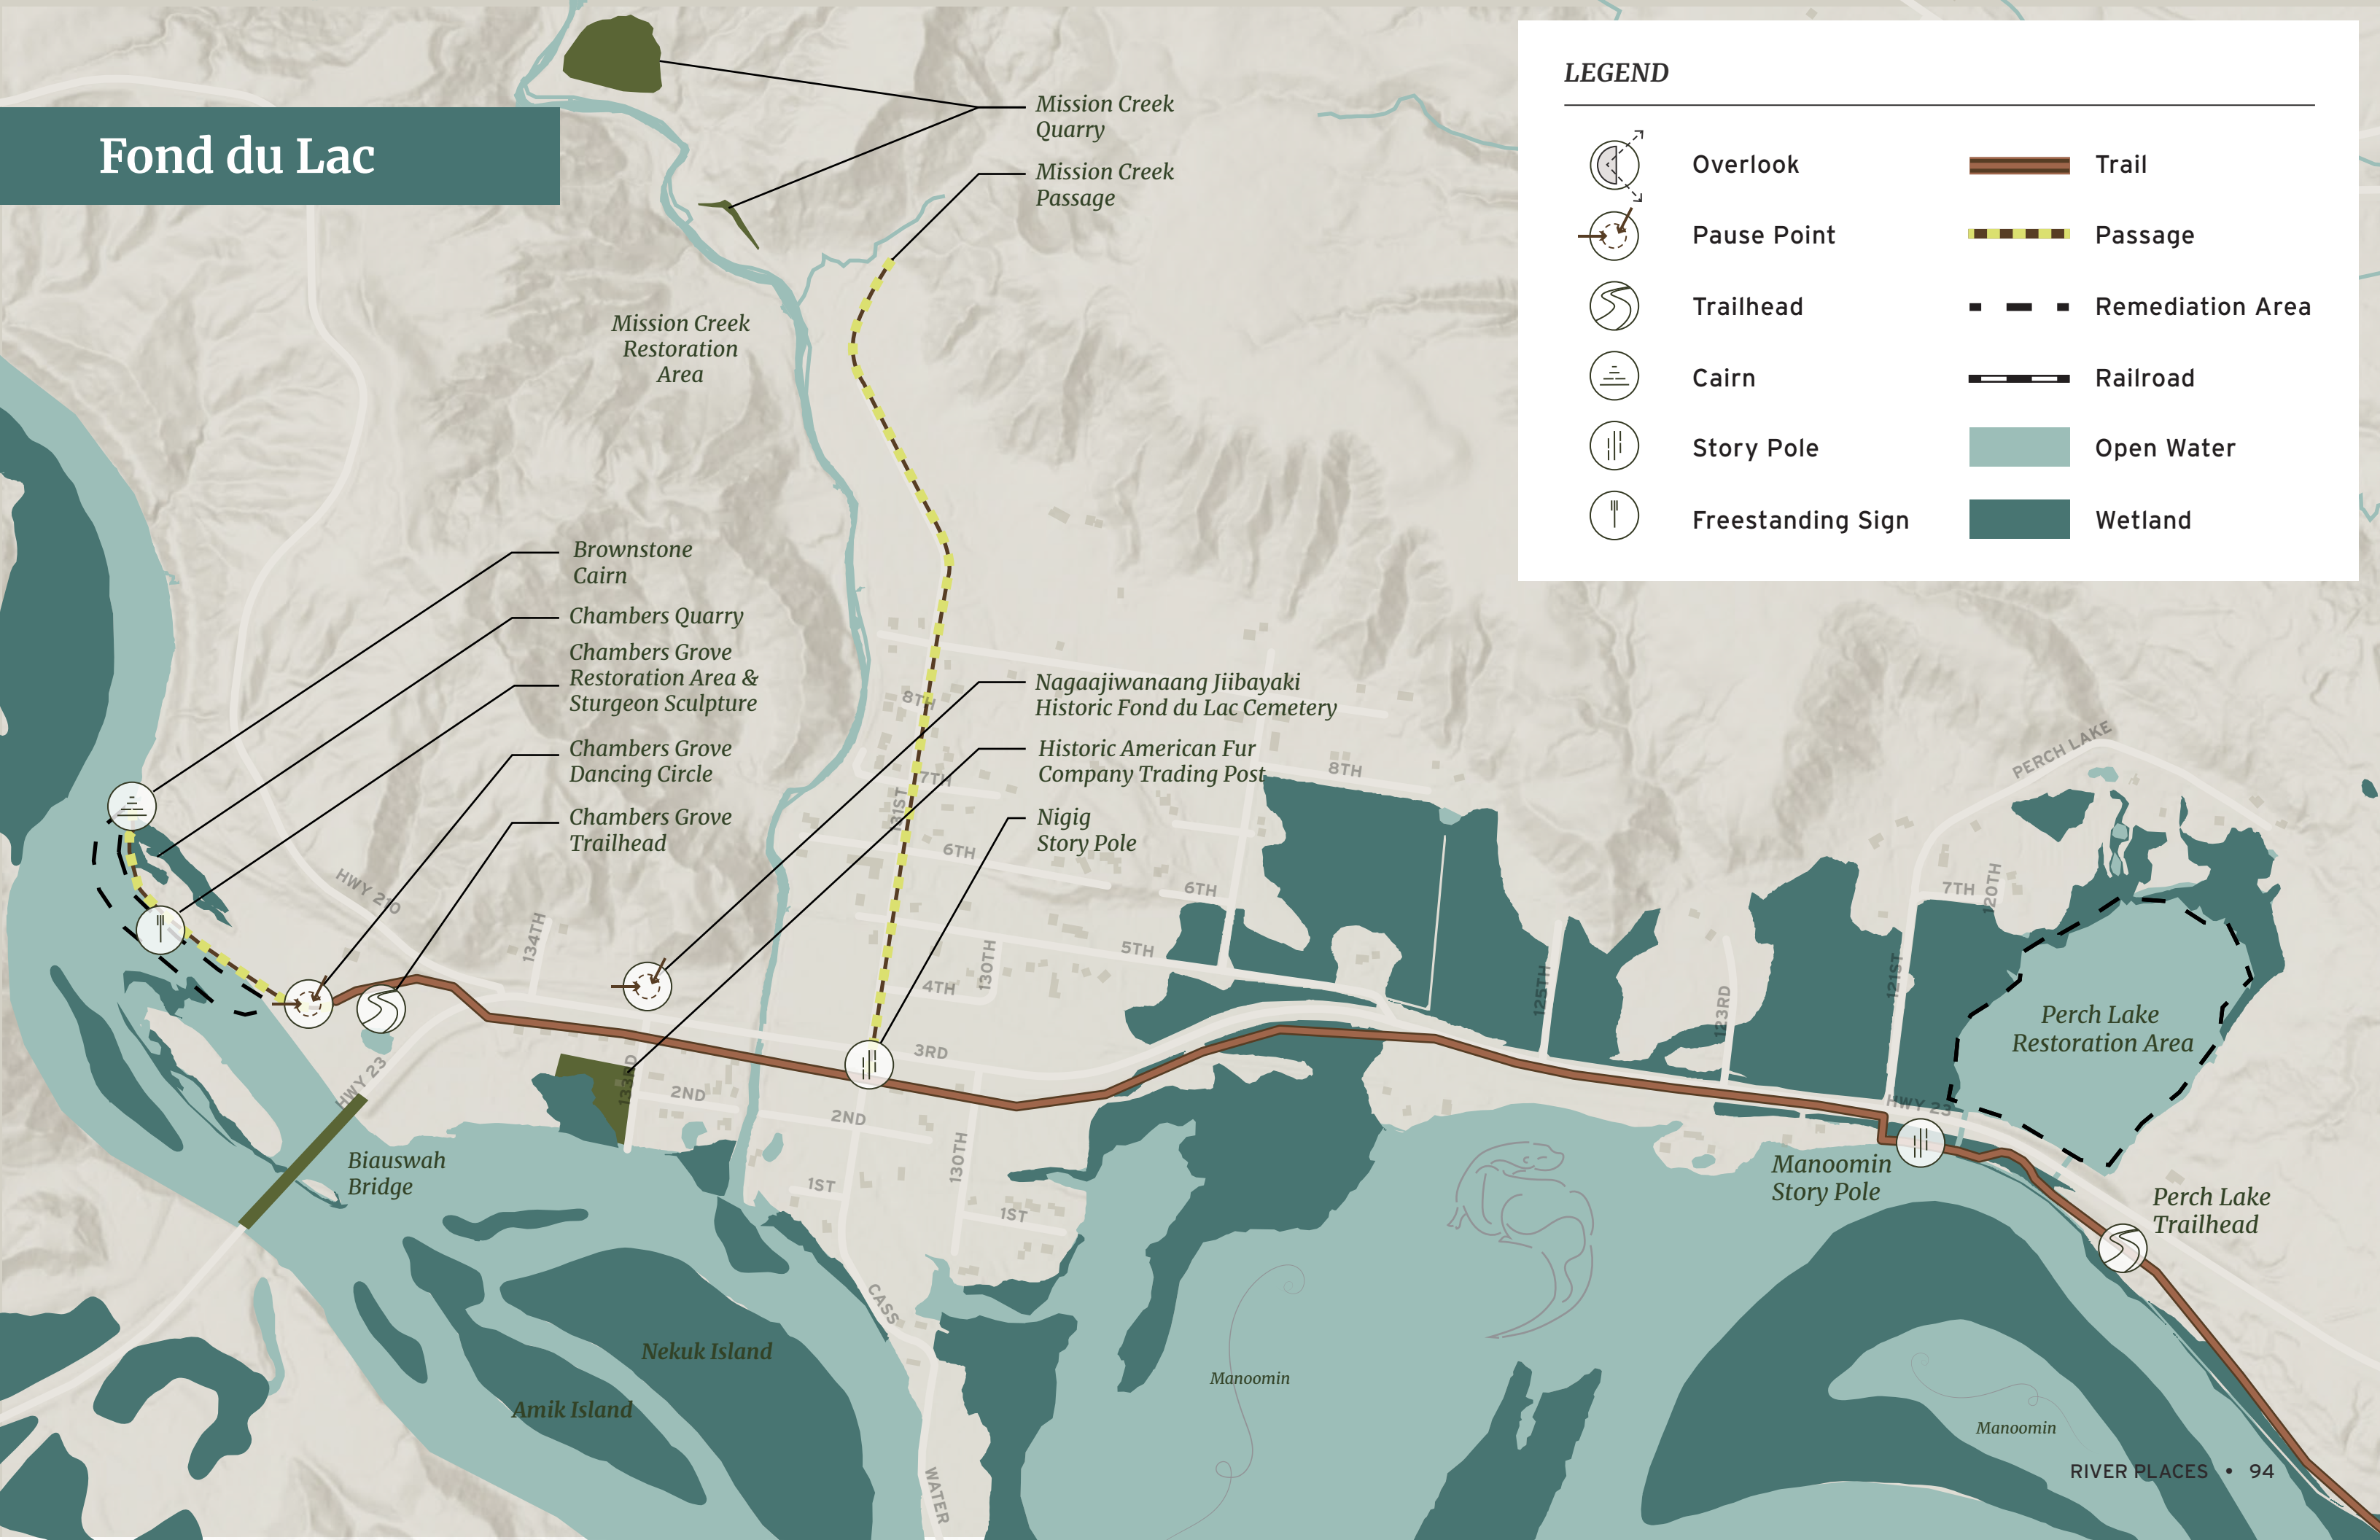 Fond du Lac
LEGEND
Overlook
Pause Point
Trailhead
Cairn
Story Pole
Freestanding Sign
Trail
Passage
Remediation Area
Railroad
Open Water
Wetland
Mission Creek
Quarry
Mission Creek
Passage
Mission Creek
Restoration
Area
Brownstone
Cairn
Chambers Quarry
Chambers Grove
Restoration Area &
Sturgeon Sculpture
Chambers Grove
Dancing Circle
Chambers Grove
Trailhead
Nagaajiwanaang Jiibayaki
Historic Fond du Lac Cemetery
Historic American Fur
Company Trading Post
Nigig
Story Pole
8TH
7TH
131ST
6TH
8TH
6TH
5TH
4TH
130TH
3RD
HWY 210
134TH
HWY 23
133RD
2ND
2ND
130TH
1ST
1ST
CASS
WATER
125TH
123RD
121ST
7TH
120TH
PERCH LAKE
HWY 23
Perch Lake
Restoration Area
Manoomin
Story Pole
Perch Lake
Trailhead
Biauswah
Bridge
Nekuk Island
Amik Island
Manoomin
Manoomin
RIVER PLACES • 94